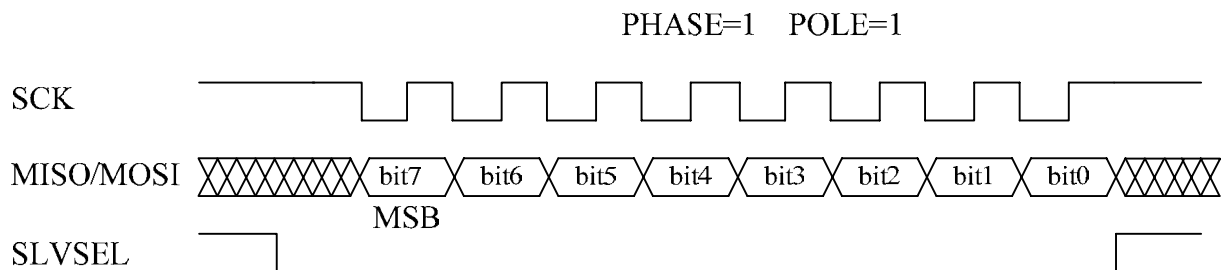 PHASE=1 POLE=1
SCK
MISO/MOSI bit7 bit6 bit5 bit4 bit3 bit2 bit1 bit0
MSB
SLVSEL